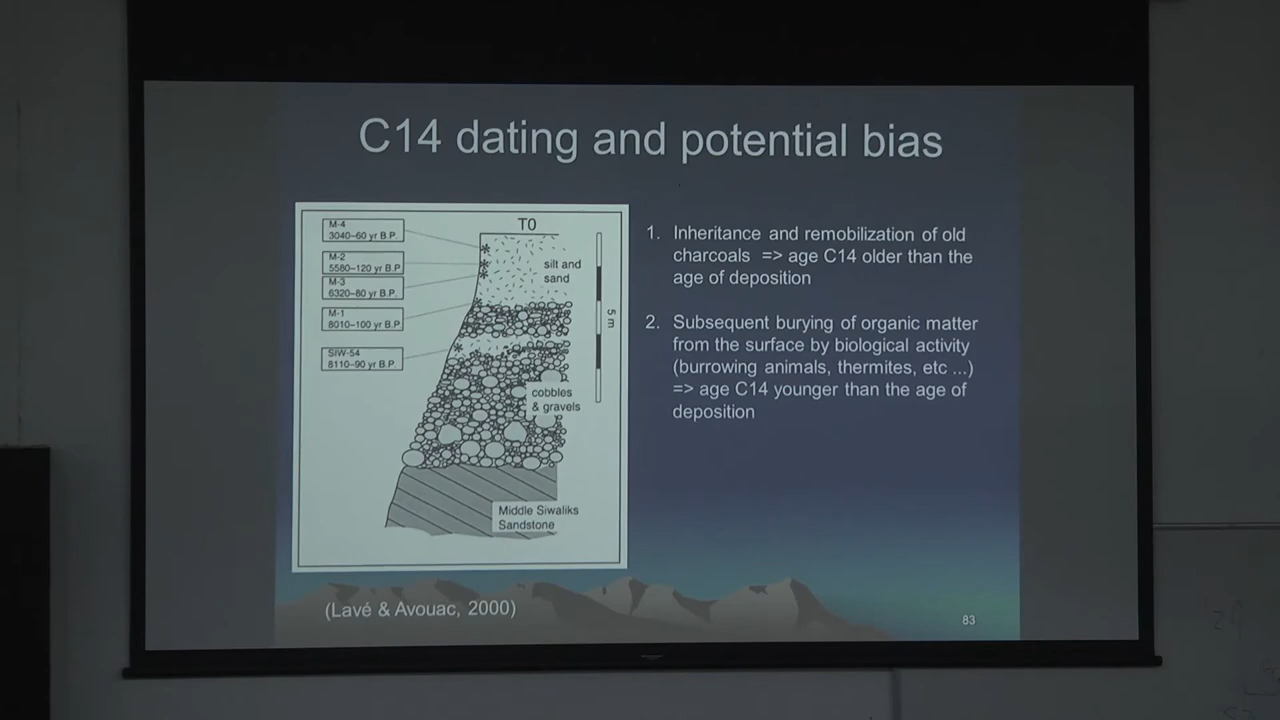 C14 dating and potential bias
M-4
3040–60 yr B.P.
M-2
5580–120 yr B.P
M-3
6320–80 yr B.P.
M-1
8010–100 yr B.P.
SIW-54
8110–90 yr B.P.
T0
silt and
sand
5 m
cobbles
& gravels
Middle Siwaliks
Sandstone
1. Inheritance and remobilization of old
charcoals => age C14 older than the
age of deposition
2. Subsequent burying of organic matter
from the surface by biological activity
(burrowing animals, thermites, etc ...)
=> age C14 younger than the age of
deposition
(Lavé & Avouac, 2000)
83